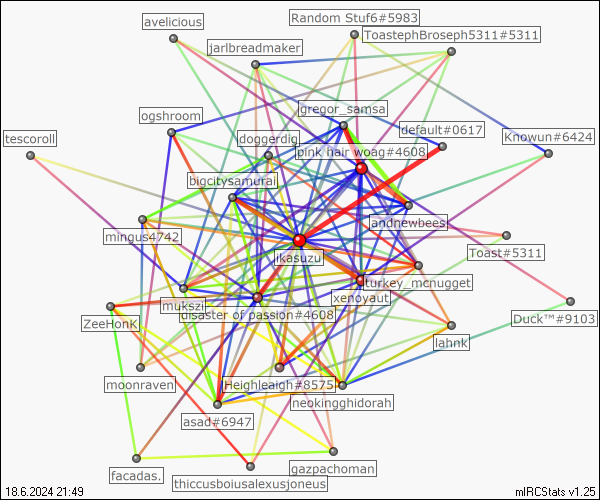 avelicious
Random Stuf6#5983
ToastephBroseph5311#5311
jarlbreadmaker
gregor_samsa
ogshroom
default#0617
tescoroll
doggerdig
Knowun#6424
pink hair woag#4608
bigcitysamurai
andnewbees
mingus4742
ikasuzu
Toast#5311
turkey_mcnugget
mukszi
xenoyaut
disaster of passion#4608
Duck™#9103
ZeeHonK
lahnk
moonraven
Heighleaigh#8575
neokingghidorah
asad#6947
facadas.
gazpachoman
thiccusboiusalexusjoneus
18.6.2024 21:49
mIRCStats v1.25